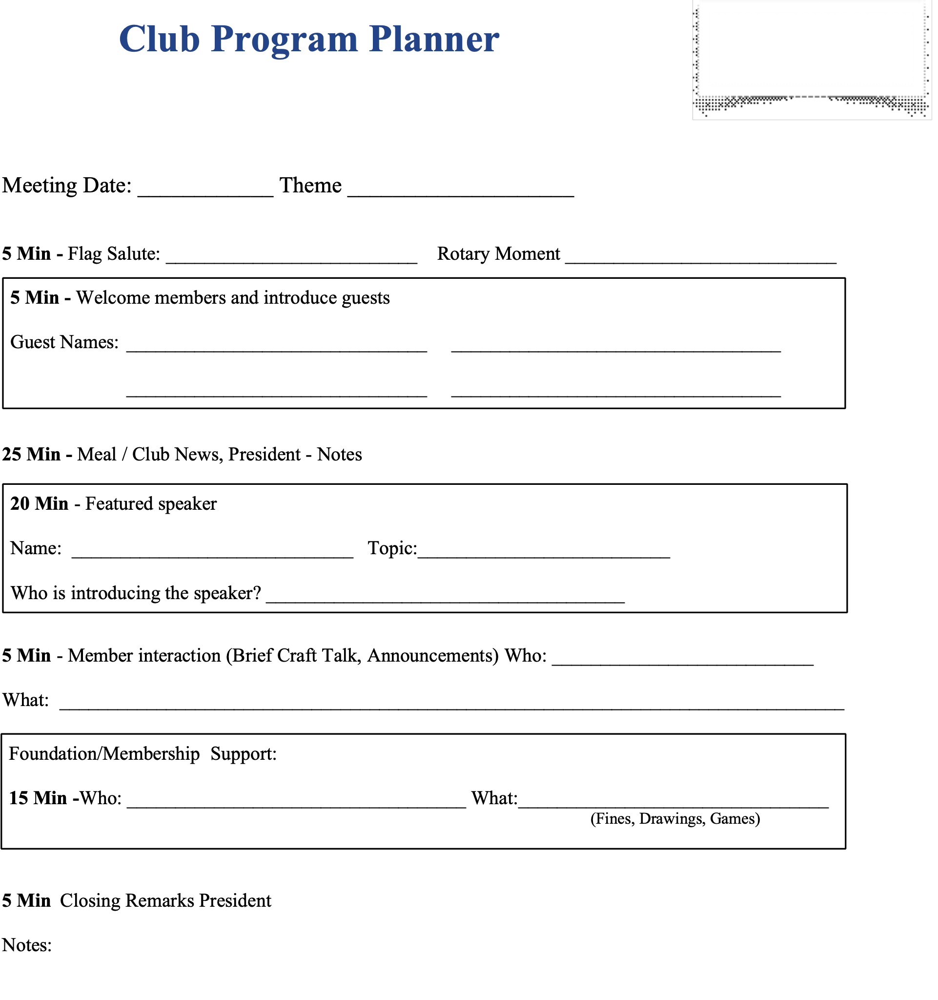 Club Program Planner
Meeting Date: ____________ Theme ____________________
5 Min - Flag Salute: __________________________ Rotary Moment ____________________________
5 Min - Welcome members and introduce guests
Guest Names: _______________________________ __________________________________
_______________________________ __________________________________
25 Min - Meal / Club News, President - Notes
20 Min - Featured speaker
Name: _____________________________ Topic:__________________________
Who is introducing the speaker? _____________________________________
5 Min - Member interaction (Brief Craft Talk, Announcements) Who: ___________________________
What: _________________________________________________________________________________
Foundation/Membership Support:
15 Min -Who: ___________________________________ What:________________________________
(Fines, Drawings, Games)
5 Min Closing Remarks President
Notes: